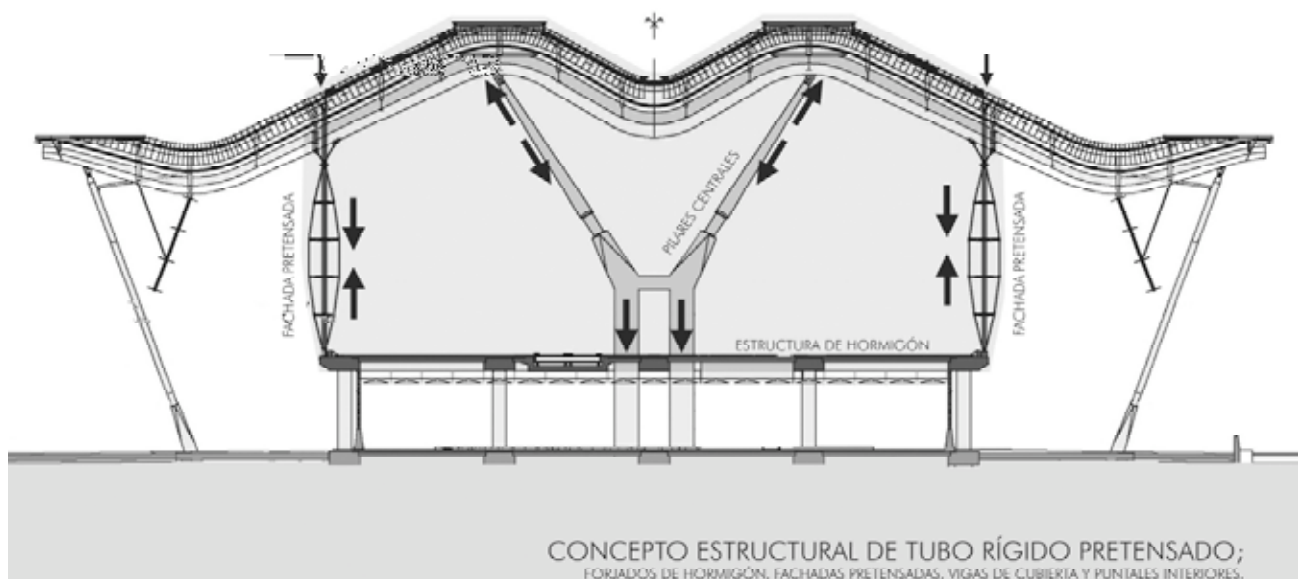 PILARES CENTRALES
FACHADA PRETENSADA
FACHADA PRETENSADA
ESTRUCTURA DE HORMIGÓN
CONCEPTO ESTRUCTURAL DE TUBO RÍGIDO PRETENSADO;
FORJADOS DE HORMIGÓN, FACHADAS PRETENSADAS, VIGAS DE CUBIERTA Y PUNTALES INTERIORES.